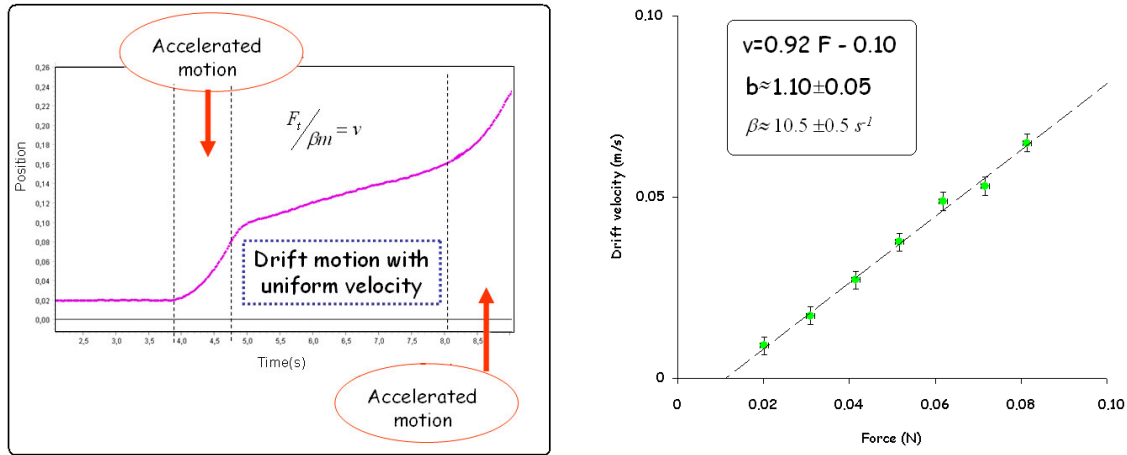 Accelerated
motion
0,26
0,24
0,22
0,20
0,18
0,16
0,14
0,12
0,10
0,08
0,06
0,04
0,02
0,00
Position
F_t/βm = v
Drift motion with
uniform velocity
2,5
3,0
3,5
4,0
4,5
5,0
5,5
6,0
6,5
7,0
7,5
8,0
8,5
Time(s)
Accelerated
motion
0.10
0.05
0
Drift velocity (m/s)
v=0.92 F - 0.10
b≈1.10±0.05
β≈ 10.5 ±0.5 s⁻¹
0
0,02
0,04
0,06
0,08
0,10
Force (N)